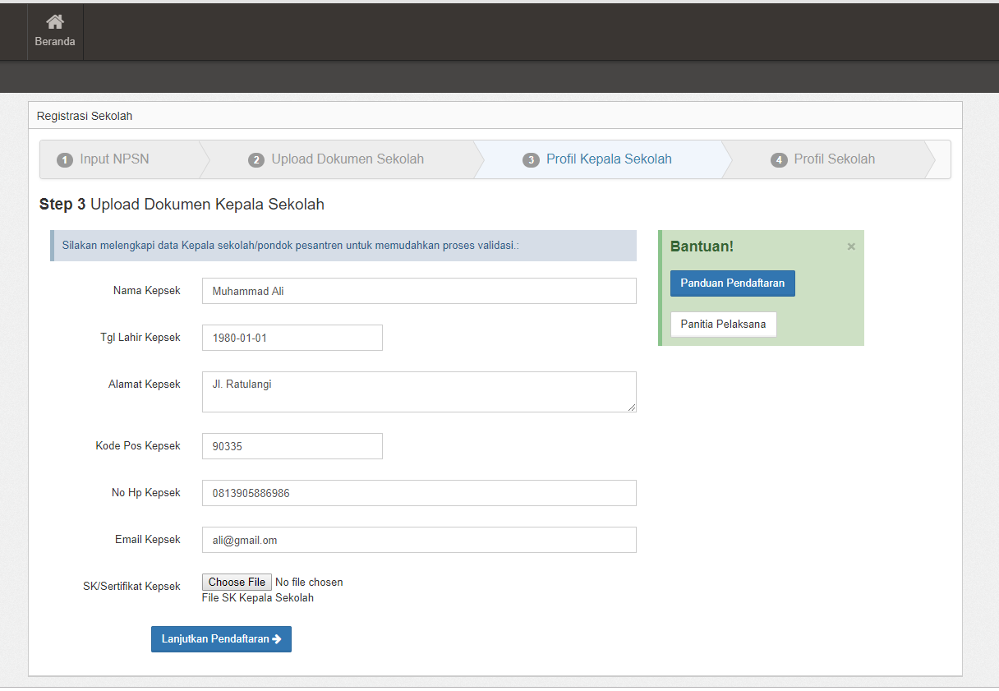 Beranda
Registrasi Sekolah
1 Input NPSN
2 Upload Dokumen Sekolah
3 Profil Kepala Sekolah
4 Profil Sekolah
Step 3 Upload Dokumen Kepala Sekolah
Silakan melengkapi data Kepala sekolah/pondok pesantren untuk memudahkan proses validasi.:
Nama Kepsek Muhammad Ali
Tgl Lahir Kepsek 1980-01-01
Alamat Kepsek Jl. Ratulangi
Kode Pos Kepsek 90335
No Hp Kepsek 0813905886986
Email Kepsek ali@gmail.om
SK/Sertifikat Kepsek Choose File No file chosen
File SK Kepala Sekolah
Lanjutkan Pendaftaran
Bantuan! ×
Panduan Pendaftaran
Panitia Pelaksana